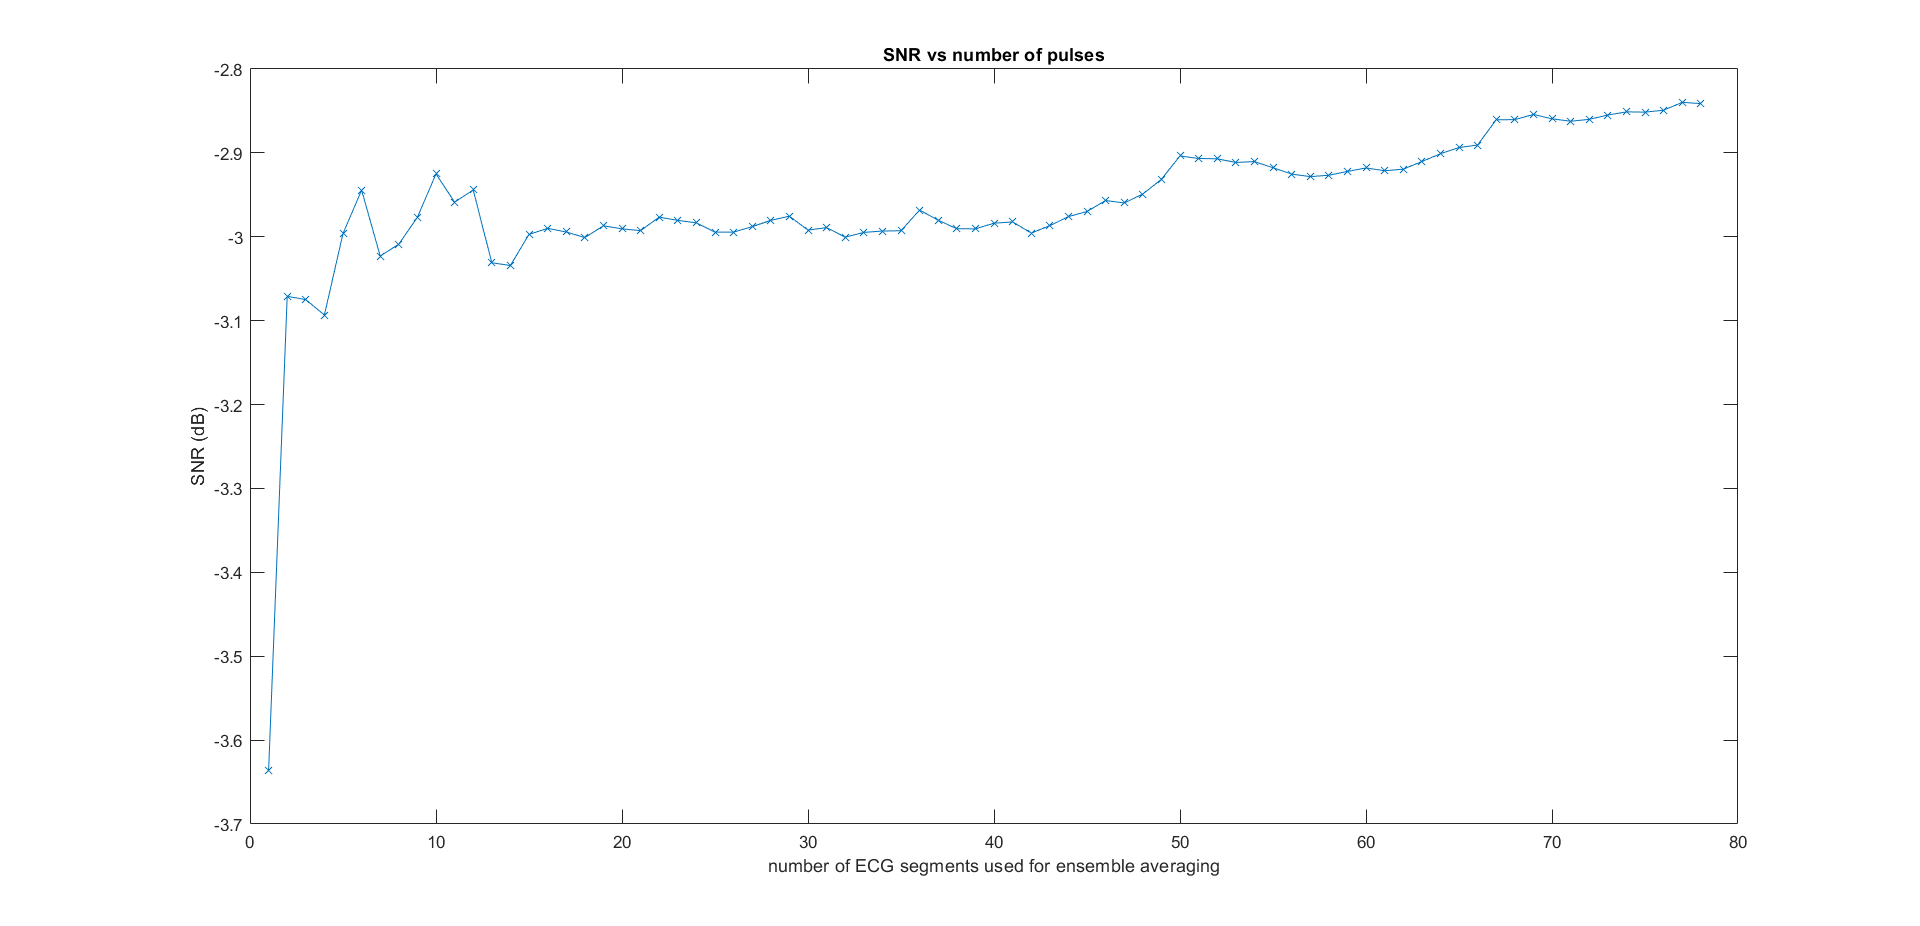 SNR vs number of pulses
-2.8
-2.9
-3
-3.1
-3.2
-3.3
-3.4
-3.5
-3.6
-3.7
SNR (dB)
0 10 20 30 40 50 60 70 80
number of ECG segments used for ensemble averaging